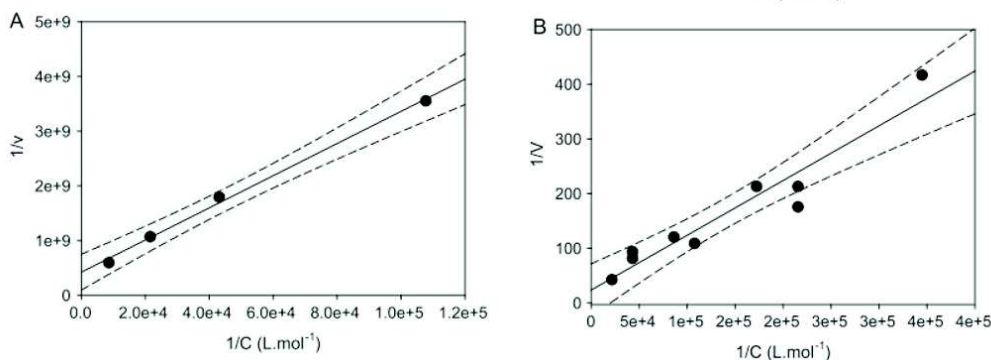 A
5e+9
4e+9
3e+9
2e+9
1e+9
0
1/v
0.0 2.0e+4 4.0e+4 6.0e+4 8.0e+4 1.0e+5 1.2e+5
1/C (L.mol⁻¹)
B
500
400
300
200
100
0
1/V
0 5e+4 1e+5 2e+5 2e+5 3e+5 3e+5 4e+5 4e+5
1/C (L.mol⁻¹)